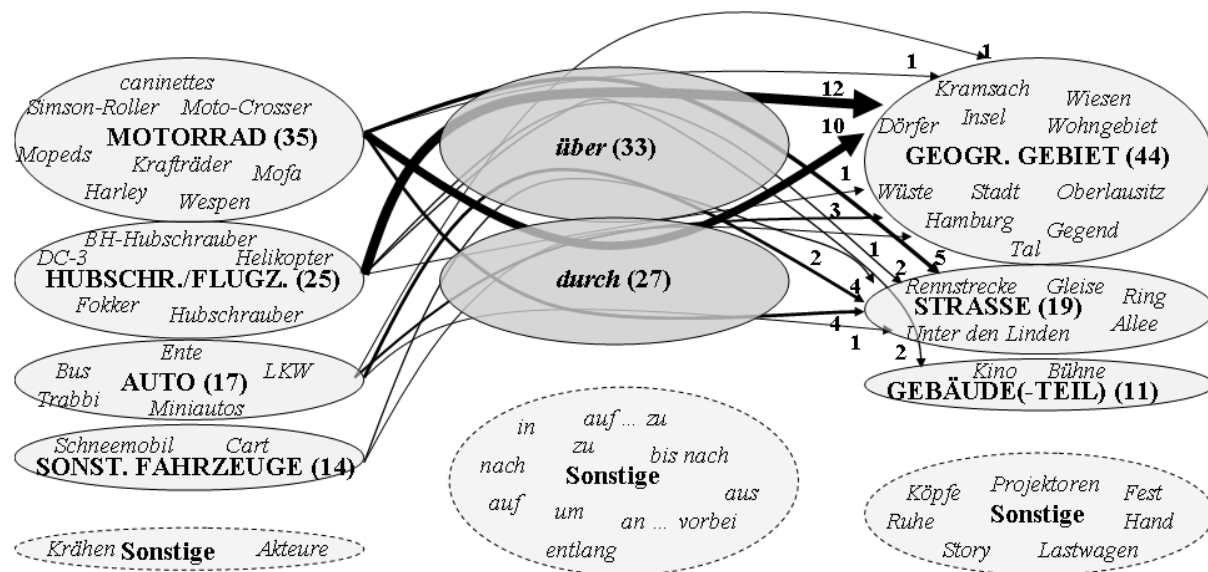 caninettes
Simson-Roller Moto-Crosser
MOTORRAD (35)
Mopeds Krafträder Mofa
Harley Wespen
BH-Hubschrauber
DC-3 Helikopter
HUBSCHR./FLUGZ. (25)
Fokker Hubschrauber
Ente
Bus LKW
AUTO (17)
Trabbi Miniautos
Schneemobil Cart
SONST. FAHRZEUGE (14)
Krähen Sonstige Akteure
über (33)
durch (27)
in auf ... zu
zu
nach bis nach
Sonstige
auf um aus
an ... vorbei
entlang
1
1
12
10
1
3
1
2
2
5
4
4
1
2
Kramsach Wiesen
Insel
Dörfer Wohngebiet
GEOGR. GEBIET (44)
Wüste Stadt Oberlausitz
Hamburg Gegend
Tal
Rennstrecke Gleise Ring
STRASSE (19)
Unter den Linden Allee
Kino Bühne
GEBÄUDE(-TEIL) (11)
Köpfe Projektoren Fest
Ruhe Sonstige Hand
Story Lastwagen